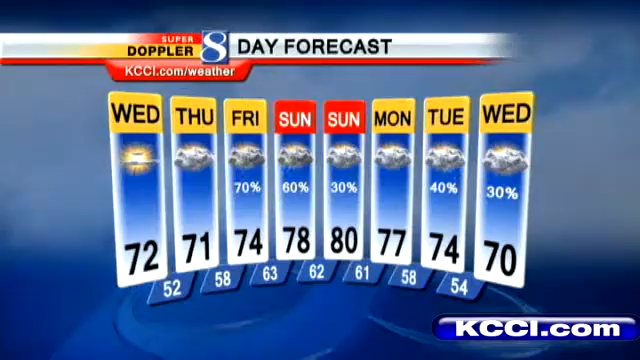 SUPER
DOPPLER 8 DAY FORECAST
KCCI.com/weather
WED THU FRI SUN SUN MON TUE WED
70% 60% 30% 40% 30%
72 71 74 78 80 77 74 70
52 58 63 62 61 58 54
KCCI.com